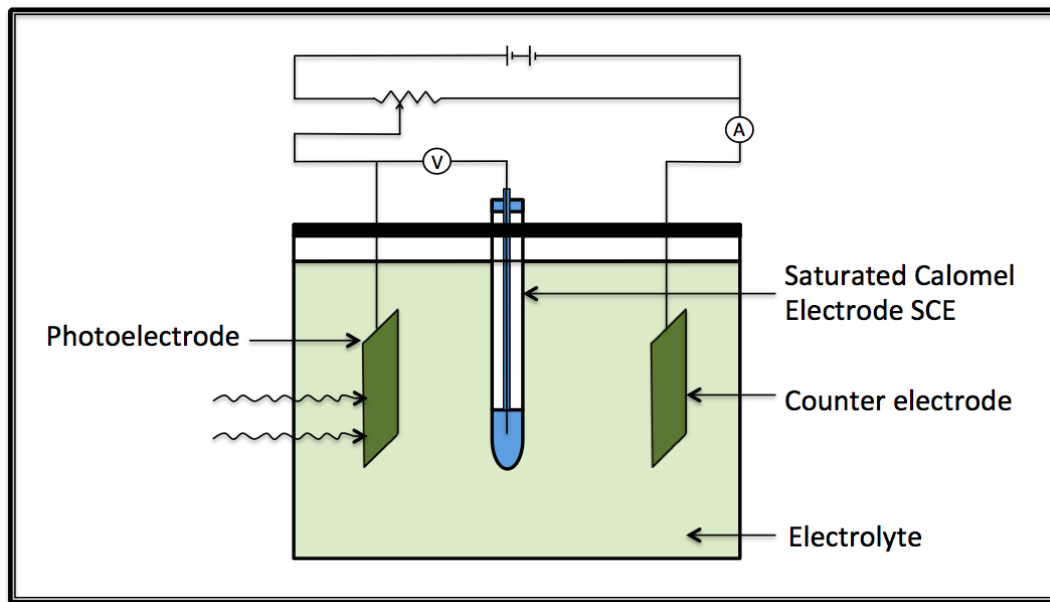 A
V
Saturated Calomel
Electrode SCE
Photoelectrode
Counter electrode
Electrolyte